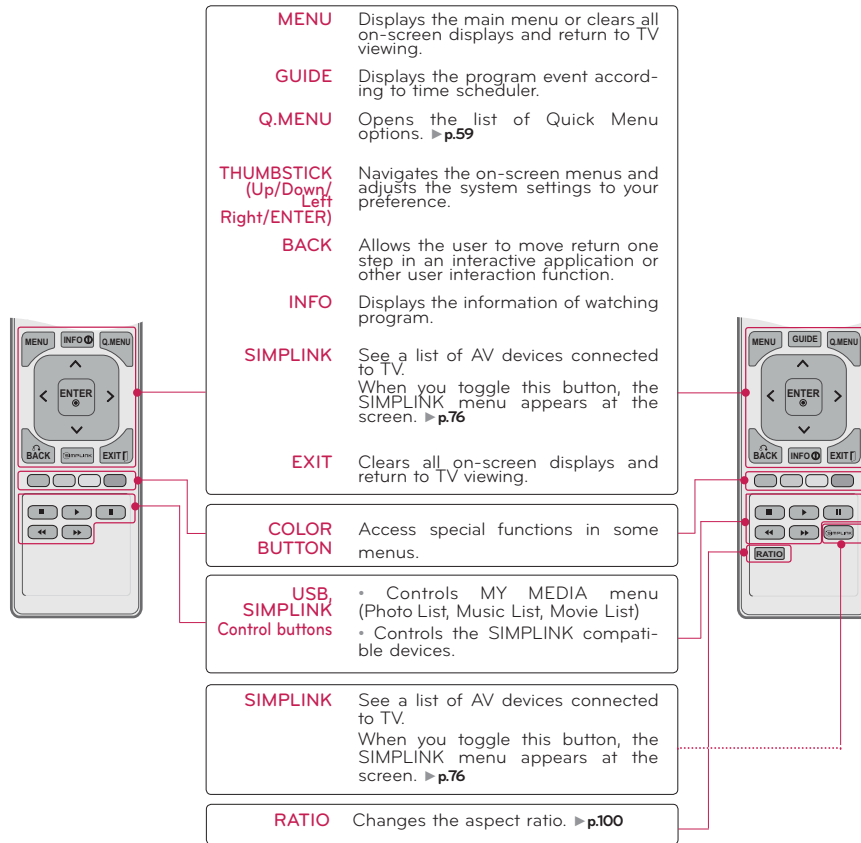 MENU Displays the main menu or clears all
on-screen displays and return to TV
viewing.
GUIDE Displays the program event accord-
ing to time scheduler.
Q.MENU Opens the list of Quick Menu
options. ►p.59
THUMBSTICK Navigates the on-screen menus and
(Up/Down/ adjusts the system settings to your
Left preference.
Right/ENTER)
BACK Allows the user to move return one
step in an interactive application or
other user interaction function.
INFO Displays the information of watching
program.
SIMPLINK See a list of AV devices connected
to TV.
When you toggle this button, the
SIMPLINK menu appears at the
screen. ►p.76
EXIT Clears all on-screen displays and
return to TV viewing.
COLOR Access special functions in some
BUTTON menus.
USB, • Controls MY MEDIA menu
SIMPLINK (Photo List, Music List, Movie List)
Control buttons • Controls the SIMPLINK compati-
ble devices.
SIMPLINK See a list of AV devices connected
to TV.
When you toggle this button, the
SIMPLINK menu appears at the
screen. ►p.76
RATIO Changes the aspect ratio. ►p.100
MENU INFO Q.MENU
ENTER
BACK SIMPLINK EXIT
MENU GUIDE Q.MENU
ENTER
BACK INFO EXIT
SIMPLINK
RATIO